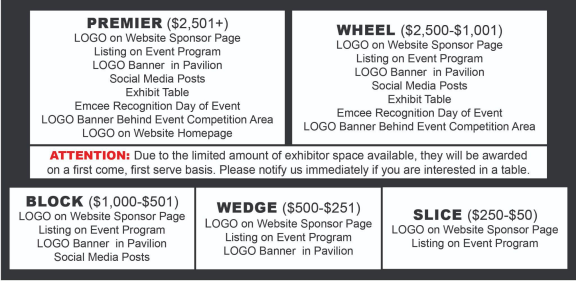 PREMIER ($2,501+)
LOGO on Website Sponsor Page
Listing on Event Program
LOGO Banner in Pavilion
Social Media Posts
Exhibit Table
Emcee Recognition Day of Event
LOGO Banner Behind Event Competition Area
LOGO on Website Homepage
WHEEL ($2,500-$1,001)
LOGO on Website Sponsor Page
Listing on Event Program
LOGO Banner in Pavilion
Social Media Posts
Exhibit Table
Emcee Recognition Day of Event
LOGO Banner Behind Event Competition Area
ATTENTION: Due to the limited amount of exhibitor space available, they will be awarded
on a first come, first serve basis. Please notify us immediately if you are interested in a table.
BLOCK ($1,000-$501)
LOGO on Website Sponsor Page
Listing on Event Program
LOGO Banner in Pavilion
Social Media Posts
WEDGE ($500-$251)
LOGO on Website Sponsor Page
Listing on Event Program
LOGO Banner in Pavilion
SLICE ($250-$50)
LOGO on Website Sponsor Page
Listing on Event Program